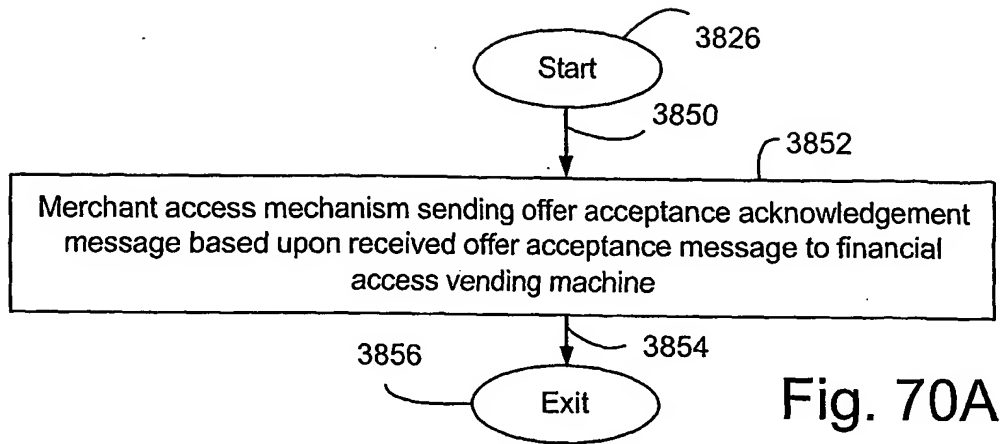 3826
Start
3850
3852
Merchant access mechanism sending offer acceptance acknowledgement
message based upon received offer acceptance message to financial
access vending machine
3856
3854
Exit
Fig. 70A